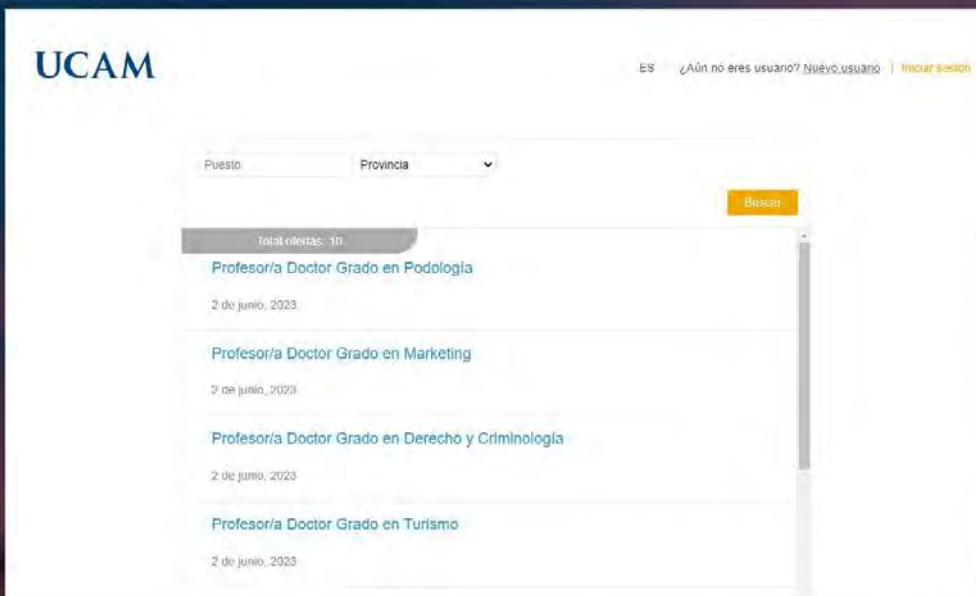 UCAM
ES ¿Aún no eres usuario? Nuevo usuario | Iniciar sesión
Puesto Provincia
Buscar
Total ofertas: 10
Profesor/a Doctor Grado en Podología
2 de junio, 2023
Profesor/a Doctor Grado en Marketing
2 de junio, 2023
Profesor/a Doctor Grado en Derecho y Criminología
2 de junio, 2023
Profesor/a Doctor Grado en Turismo
2 de junio, 2023